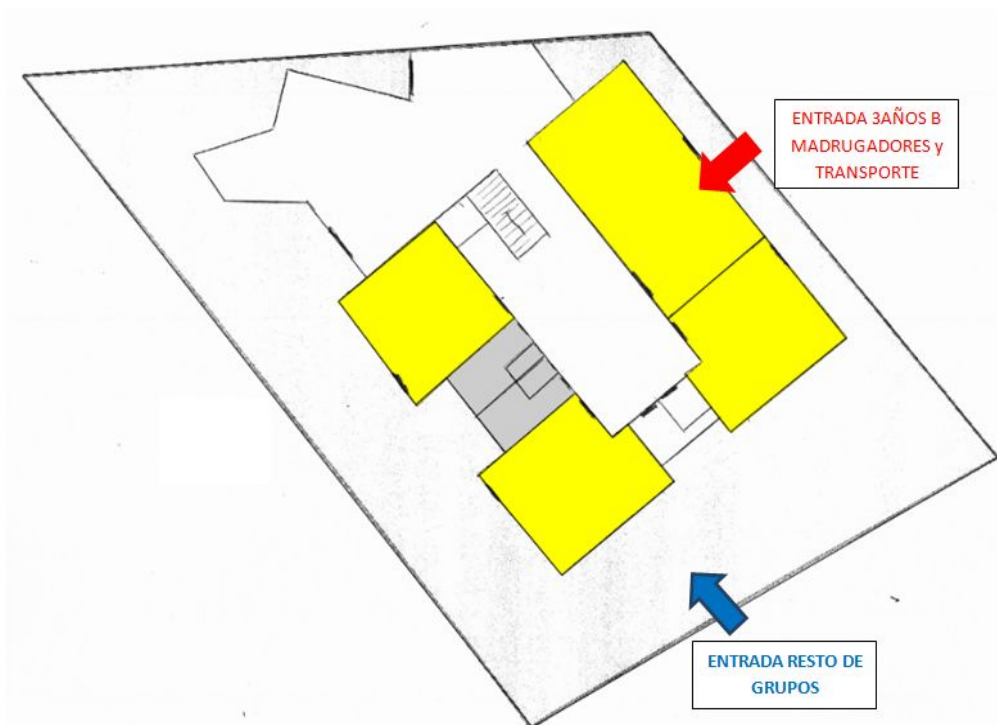 ENTRADA 3AÑOS B
MADRUGADORES y
TRANSPORTE
ENTRADA RESTO DE
GRUPOS